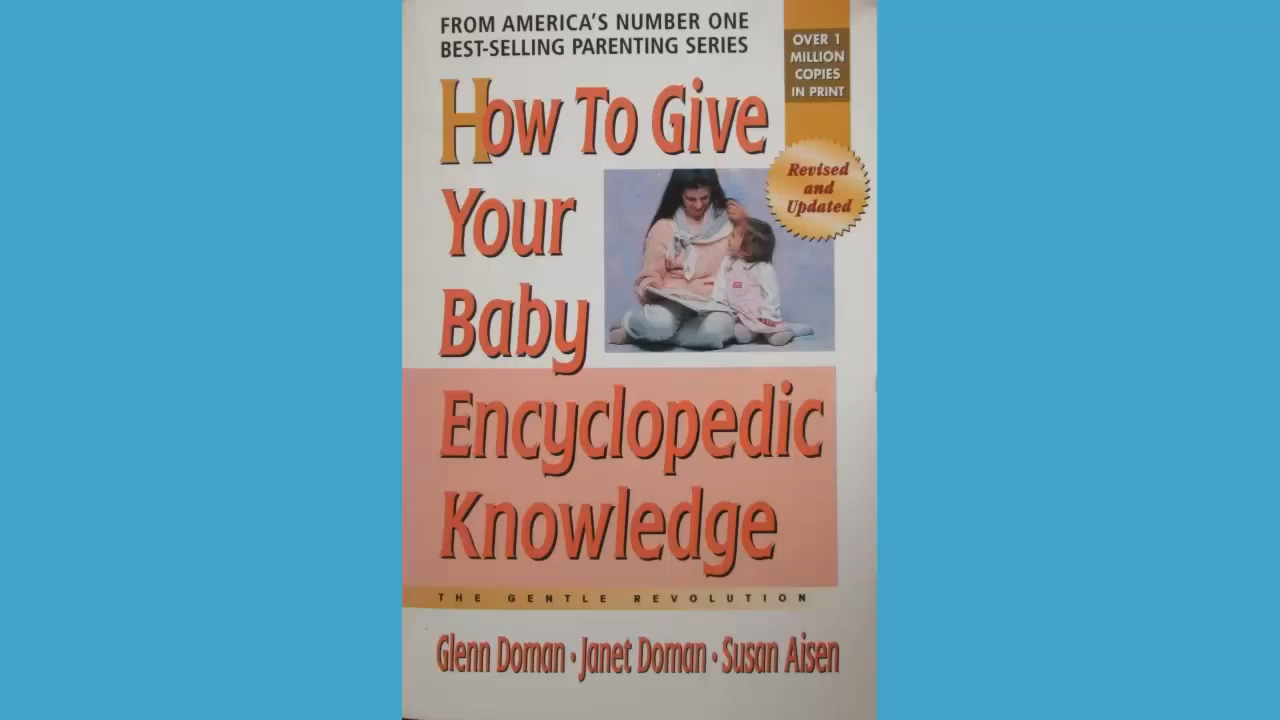 FROM AMERICA'S NUMBER ONE
BEST-SELLING PARENTING SERIES
OVER 1
MILLION
COPIES
IN PRINT
How To Give
Your
Baby
Encyclopedic
Knowledge
Revised
and
Updated
THE GENTLE REVOLUTION
Glenn Doman • Janet Doman • Susan Aisen